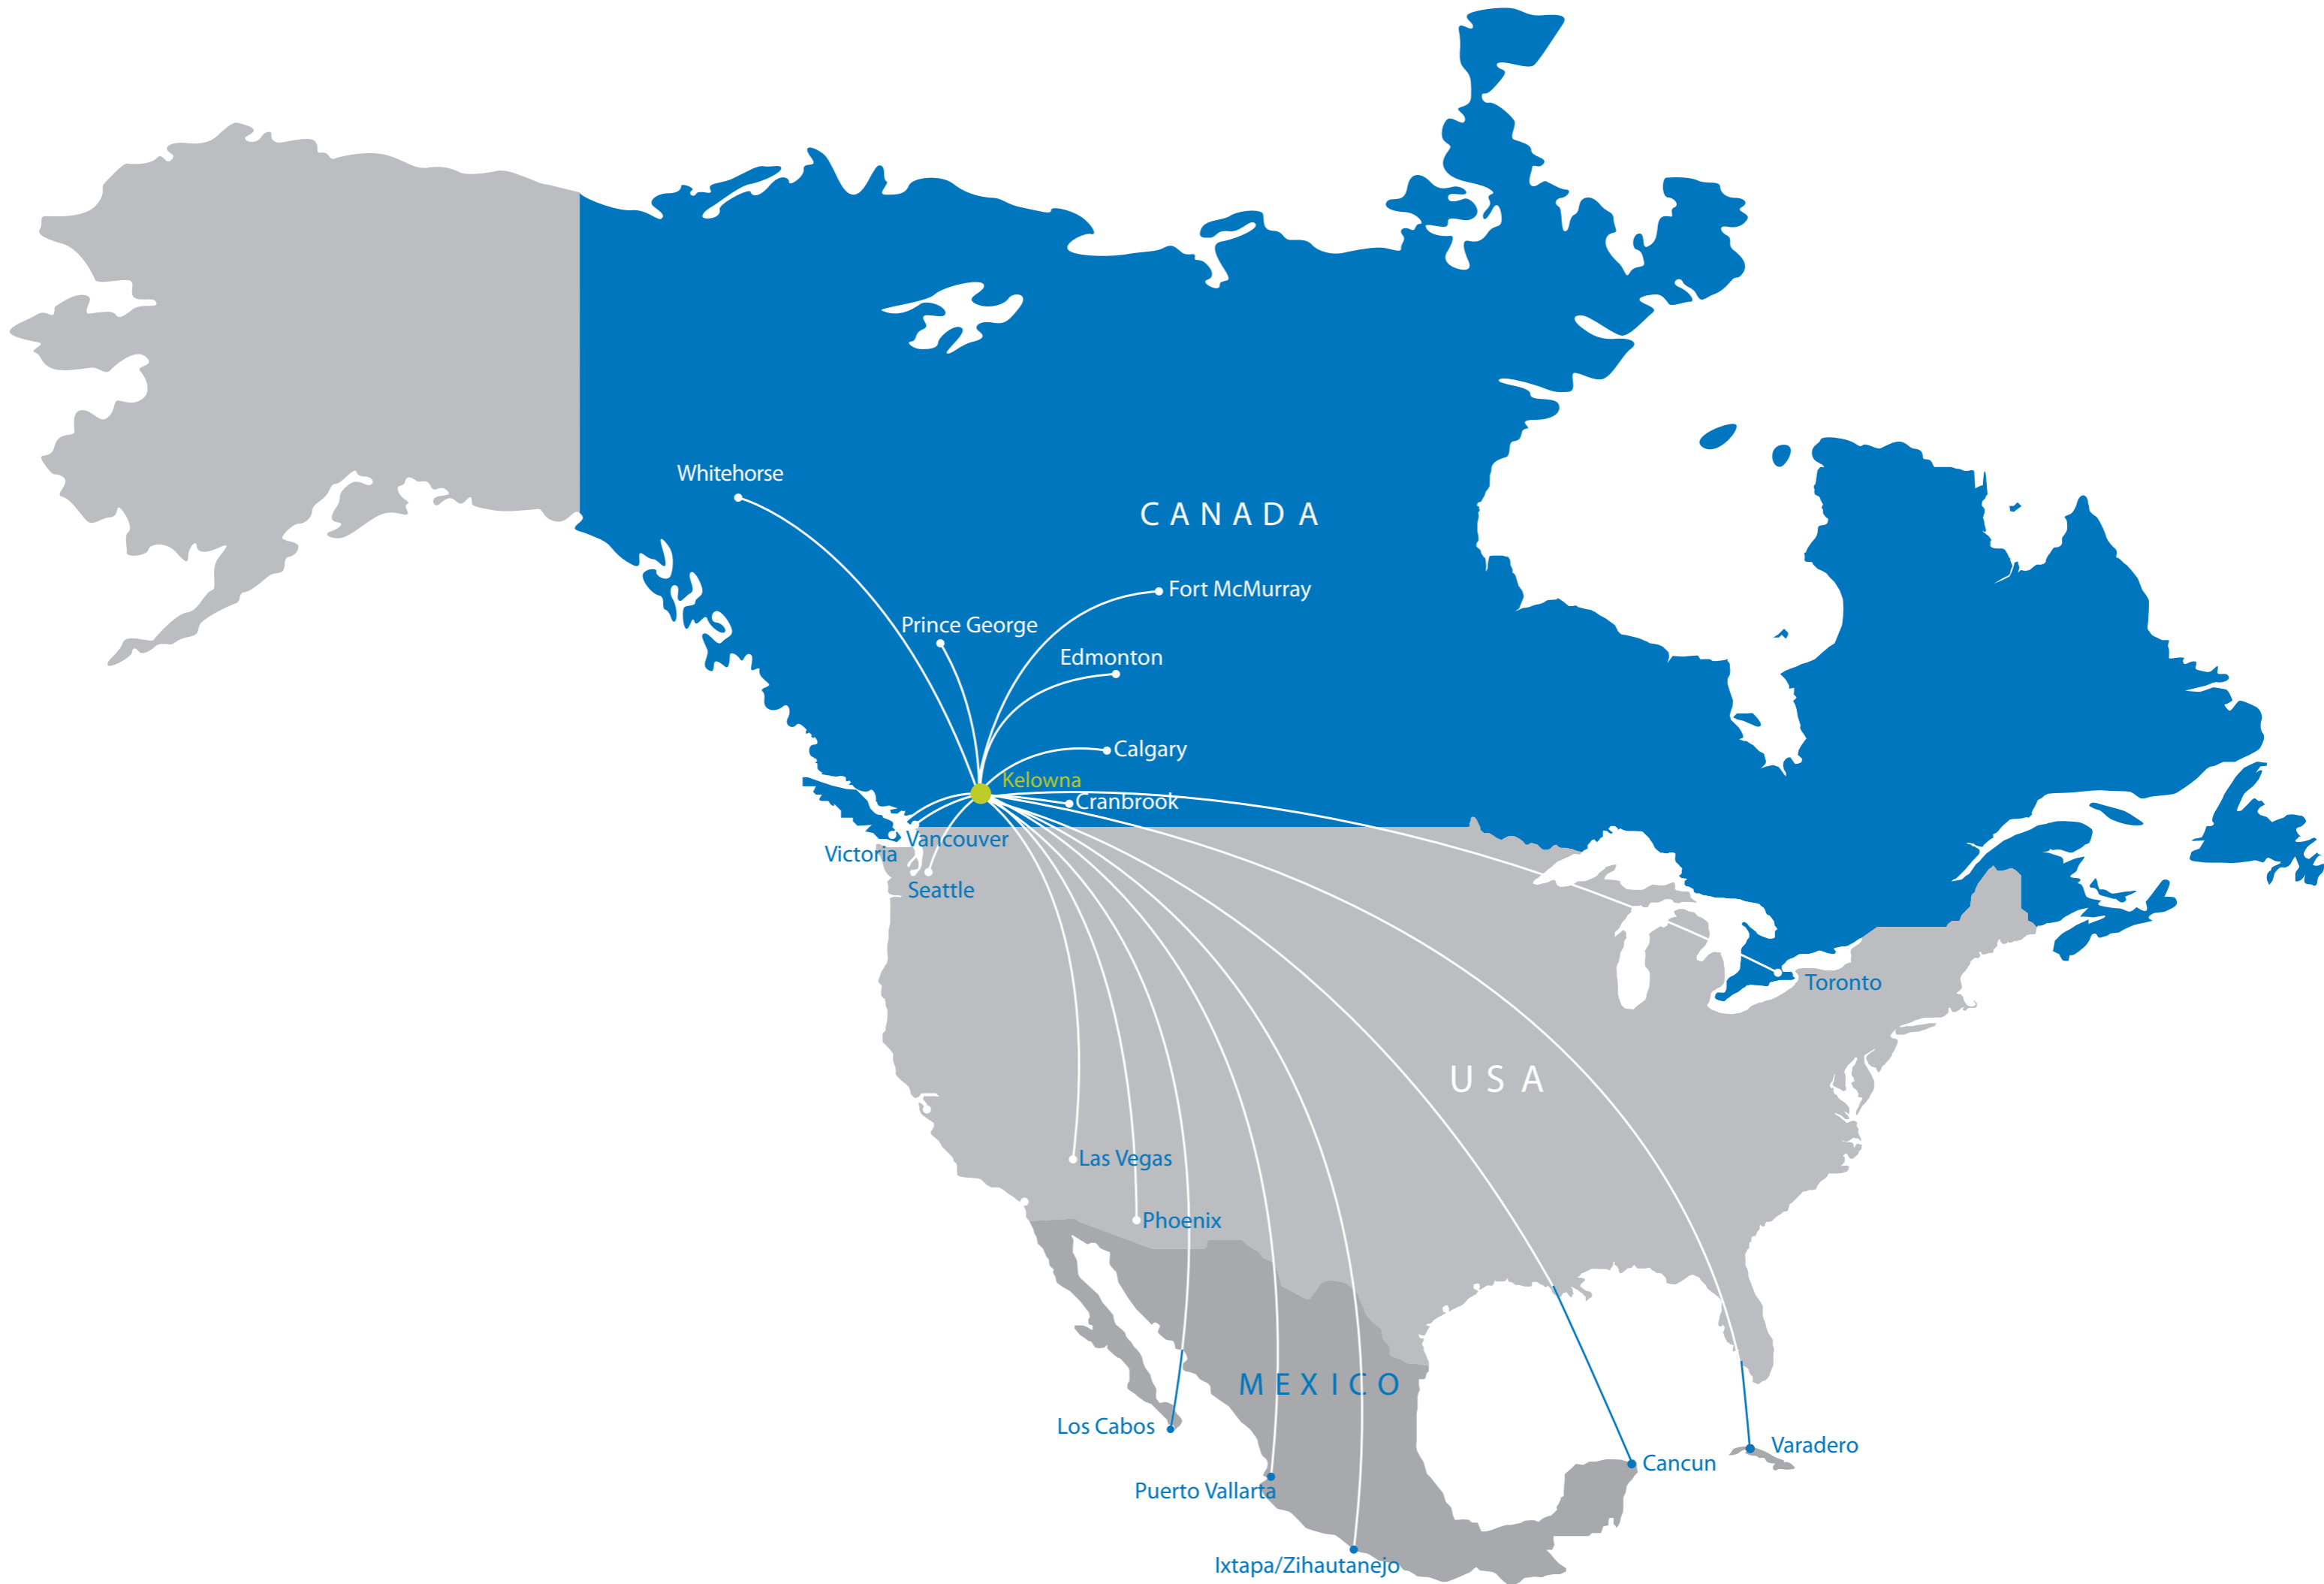 Whitehorse
CANADA
Fort McMurray
Prince George
Edmonton
Calgary
Kelowna
Cranbrook
Vancouver
Victoria
Seattle
Toronto
USA
Las Vegas
Phoenix
MEXICO
Los Cabos
Varadero
Cancun
Puerto Vallarta
Ixtapa/Zihautanejo